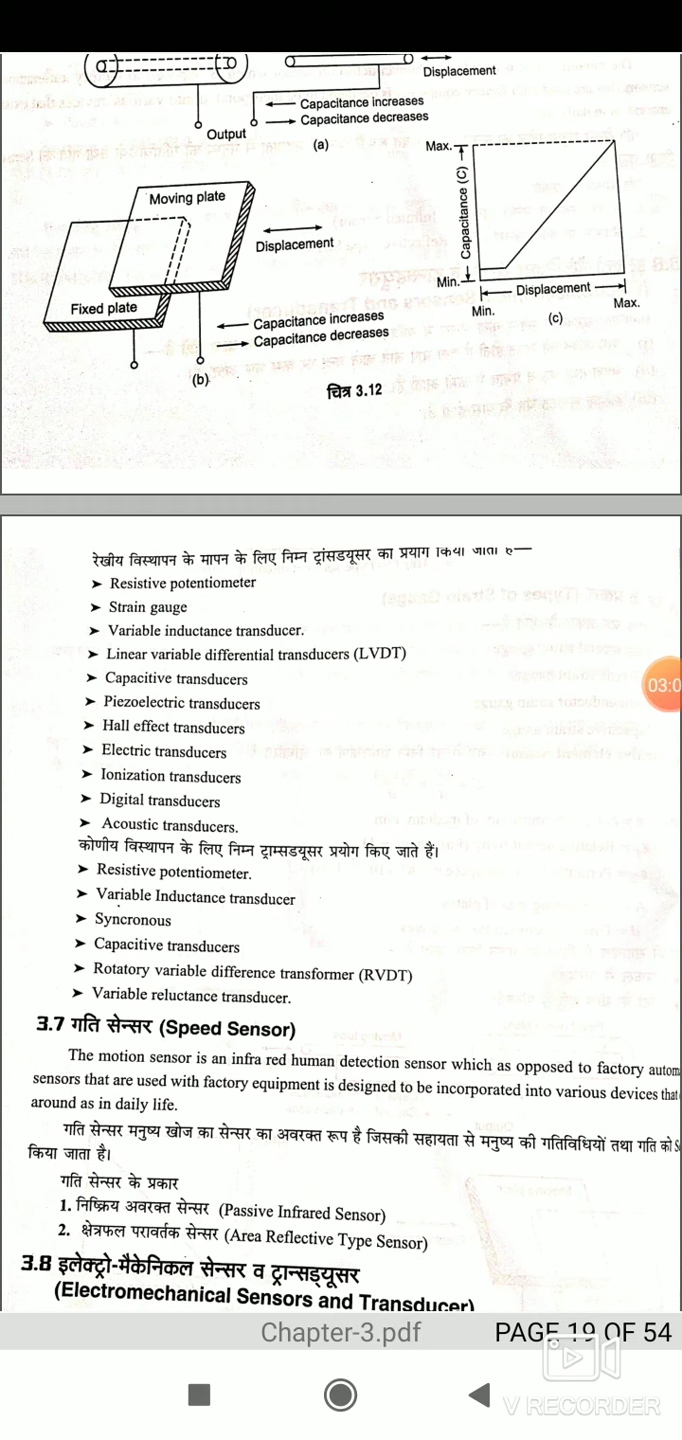 Displacement
Capacitance increases
Capacitance decreases
Output
(a)
Max.
Capacitance (C)
Min.
Displacement
Min.
Max.
(c)
Moving plate
Displacement
Fixed plate
Capacitance increases
Capacitance decreases
(b)
चित्र 3.12
रेखीय विस्थापन के मापन के लिए निम्न ट्रांसडयूसर का प्रयोग किया जाता है—
➤ Resistive potentiometer
➤ Strain gauge
➤ Variable inductance transducer.
➤ Linear variable differential transducers (LVDT)
➤ Capacitive transducers
➤ Piezoelectric transducers
➤ Hall effect transducers
➤ Electric transducers
➤ Ionization transducers
➤ Digital transducers
➤ Acoustic transducers.
03:0
कोणीय विस्थापन के लिए निम्न ट्राम्सडयूसर प्रयोग किए जाते हैं।
➤ Resistive potentiometer.
➤ Variable Inductance transducer
➤ Syncronous
➤ Capacitive transducers
➤ Rotatory variable difference transformer (RVDT)
➤ Variable reluctance transducer.
3.7 गति सेन्सर (Speed Sensor)
The motion sensor is an infra red human detection sensor which as opposed to factory autom
sensors that are used with factory equipment is designed to be incorporated into various devices that
around as in daily life.
गति सेन्सर मनुष्य खोज का सेन्सर का अवरक्त रूप है जिसकी सहायता से मनुष्य की गतिविधियों तथा गति को S
किया जाता है।
गति सेन्सर के प्रकार
1. निष्क्रिय अवरक्त सेन्सर (Passive Infrared Sensor)
2. क्षेत्रफल परावर्तक सेन्सर (Area Reflective Type Sensor)
3.8 इलेक्ट्रो-मैकेनिकल सेन्सर व ट्रान्सड्यूसर
(Electromechanical Sensors and Transducer)
Chapter-3.pdf
PAGE 19 OF 54
V RECORDER